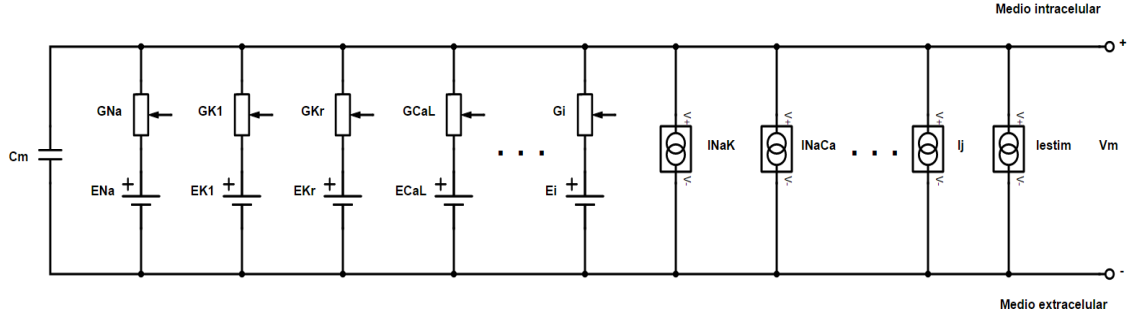 Medio intracelular
+
GNa
GK1
GKr
GCaL
Gi
V+
V+
V+
V+
Cm
. . .
INaK
INaCa
. . .
Ij
Iestim
Vm
V-
V-
V-
V-
+
+
+
+
+
ENa
EK1
EKr
ECaL
Ei
-
Medio extracelular